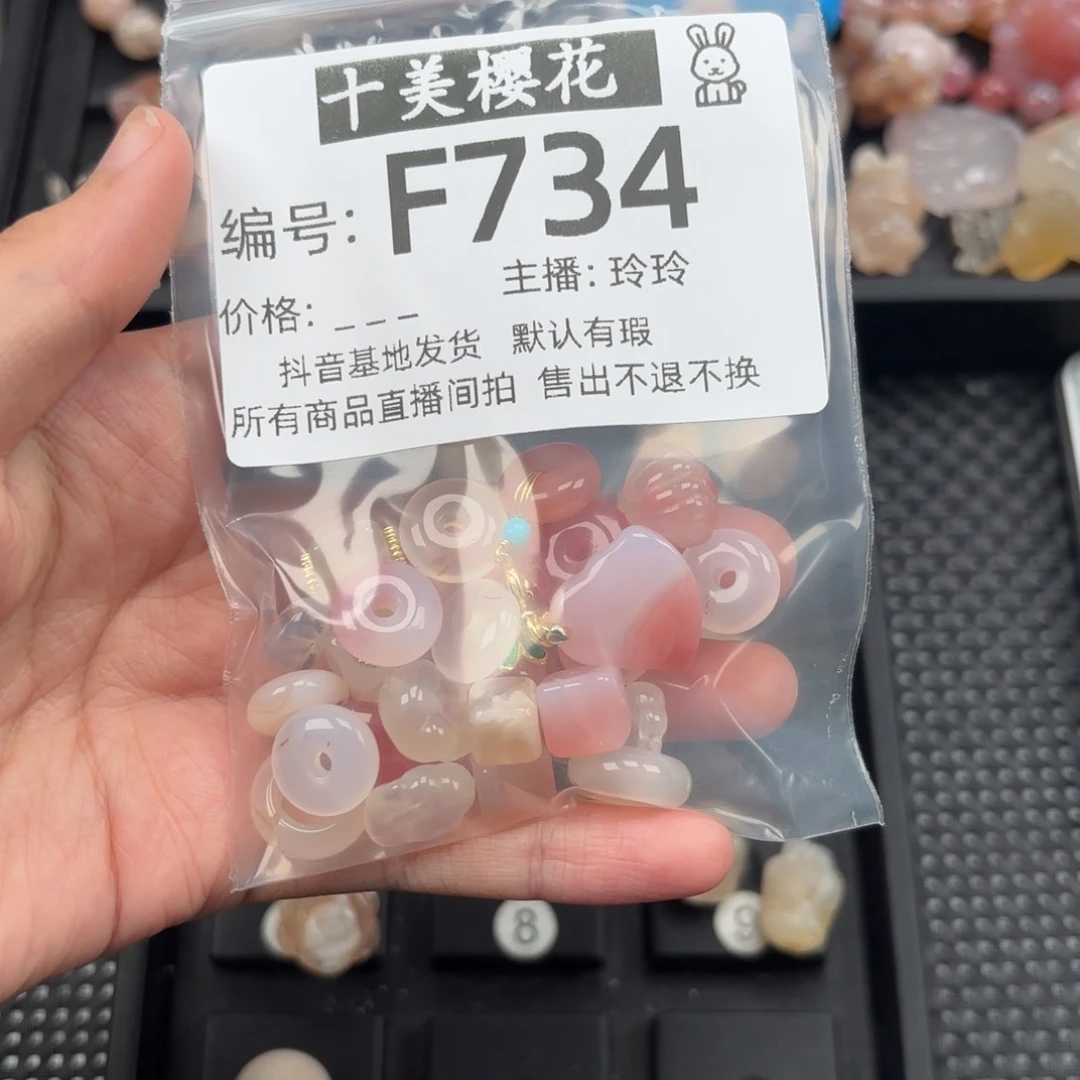 十美樱花
编号: F734
主播: 玲玲
价格: _ _ _
抖音基地发货 默认有瑕
所有商品直播间拍 售出不退不换
8
9